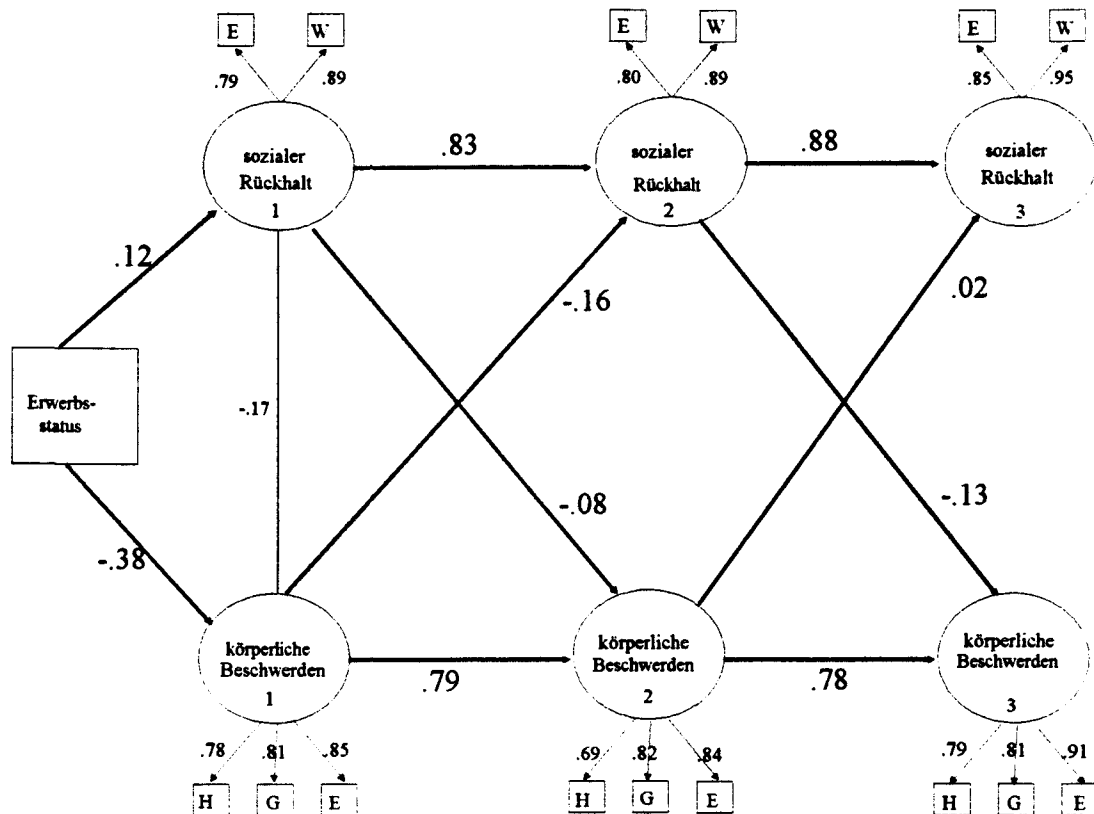 E W
E W
E W
.79 .89
.80 .89
.85 .95
sozialer
Rückhalt
1
.83
sozialer
Rückhalt
2
.88
sozialer
Rückhalt
3
.12
-.16
.02
Erwerbs-
status
-.17
-.08
-.13
-.38
körperliche
Beschwerden
1
.79
körperliche
Beschwerden
2
.78
körperliche
Beschwerden
3
.78 .81 .85
.69 .82 .84
.79 .81 .91
H G E
H G E
H G E